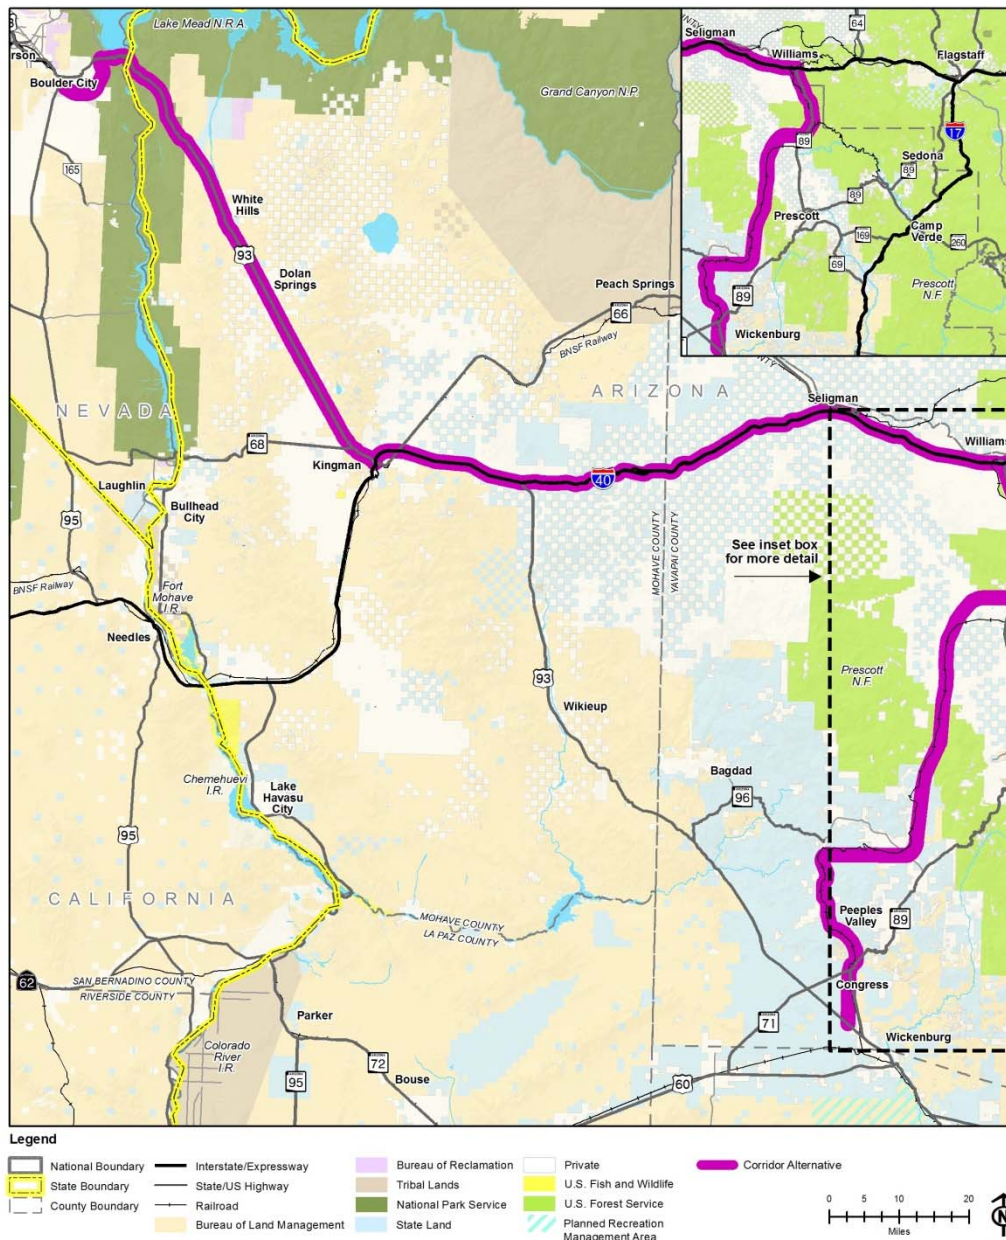 Lake Mead N.R.A.
rson
Boulder City
Grand Canyon N.P.
165
White
Hills
93
Dolan
Springs
Peach Springs
66
BNSF Railway
ARIZONA
NEVADA
68
Kingman
Seligman
Williams
40
Laughlin
Bullhead
City
95
BNSF Railway
Fort
Mohave
I.R.
Needles
MOHAVE COUNTY
YAVAPAI COUNTY
See inset box
for more detail
93
Wikieup
Prescott
N.F.
Bagdad
96
Chemehuevi
I.R.
Lake
Havasu
City
95
CALIFORNIA
MOHAVE COUNTY
LA PAZ COUNTY
Peeples
Valley
89
Congress
62
SAN BERNADINO COUNTY
RIVERSIDE COUNTY
Parker
71
Wickenburg
Colorado
River
I.R.
95
72
Bouse
60
COUNTY
Seligman
Williams
64
Flagstaff
17
89
Sedona
89
89
Prescott
Camp
Verde
169
260
69
Prescott
N.F.
89
Wickenburg
Legend
National Boundary
State Boundary
County Boundary
Interstate/Expressway
State/US Highway
Railroad
Bureau of Land Management
Bureau of Reclamation
Tribal Lands
National Park Service
State Land
Private
U.S. Fish and Wildlife
U.S. Forest Service
Planned Recreation
Management Area
Corridor Alternative
0 5 10 20
Miles
N